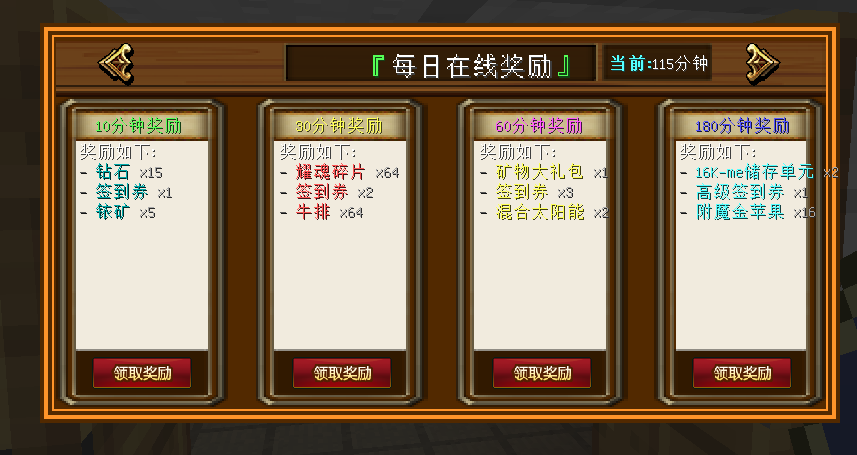 『每日在线奖励』
当前:115分钟
10分钟奖励
奖励如下:
- 钻石 x15
- 签到券 x1
- 铱矿 x5
领取奖励
30分钟奖励
奖励如下:
- 耀魂碎片 x64
- 签到券 x2
- 牛排 x64
领取奖励
60分钟奖励
奖励如下:
- 矿物大礼包 x1
- 签到券 x3
- 混合太阳能 x2
领取奖励
180分钟奖励
奖励如下:
- 16K-me储存单元 x2
- 高级签到券 x1
- 附魔金苹果 x16
领取奖励